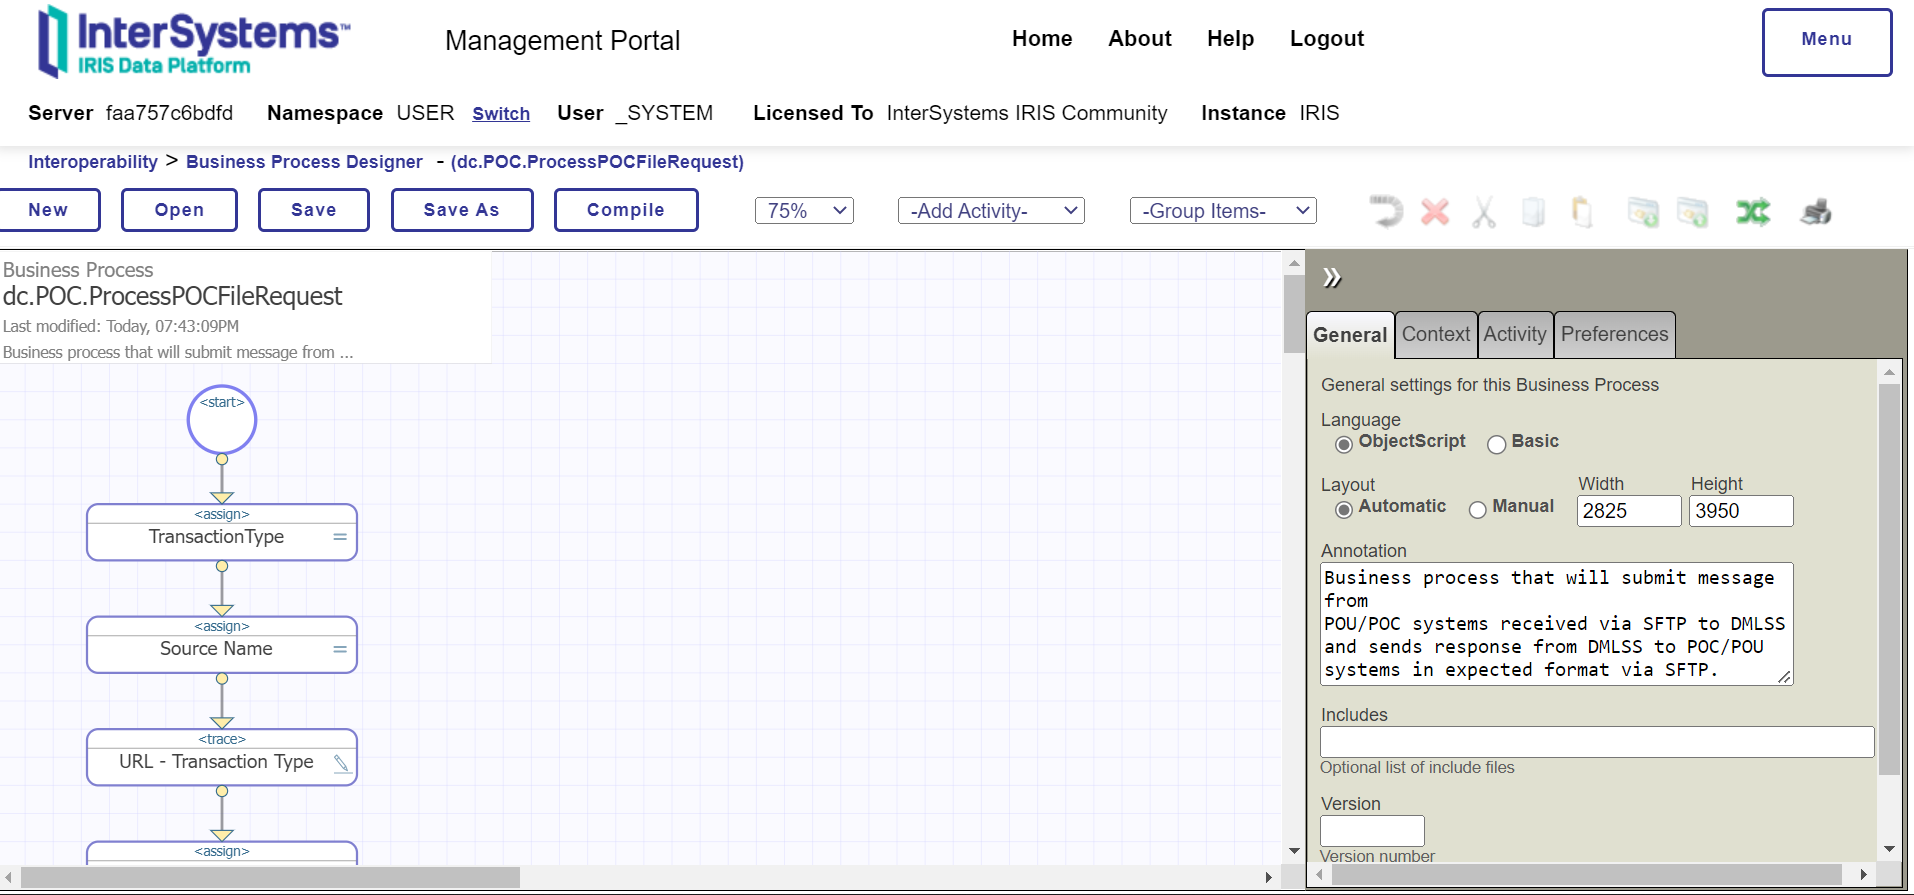 InterSystems™
IRIS Data Platform
Management Portal
Home About Help Logout
Menu
Server faa757c6bdfd Namespace USER Switch User _SYSTEM Licensed To InterSystems IRIS Community Instance IRIS
Interoperability > Business Process Designer - (dc.POC.ProcessPOCFileRequest)
New Open Save Save As Compile 75% -Add Activity- -Group Items-
Business Process
dc.POC.ProcessPOCFileRequest
Last modified: Today, 07:43:09PM
Business process that will submit message from ...
<start>
<assign>
TransactionType
<assign>
Source Name
<trace>
URL - Transaction Type
<assign>
General Context Activity Preferences
General settings for this Business Process
Language
ObjectScript Basic
Layout Width Height
Automatic Manual 2825 3950
Annotation
Business process that will submit message
from
POU/POC systems received via SFTP to DMLSS
and sends response from DMLSS to POC/POU
systems in expected format via SFTP.
Includes
Optional list of include files
Version
Version number